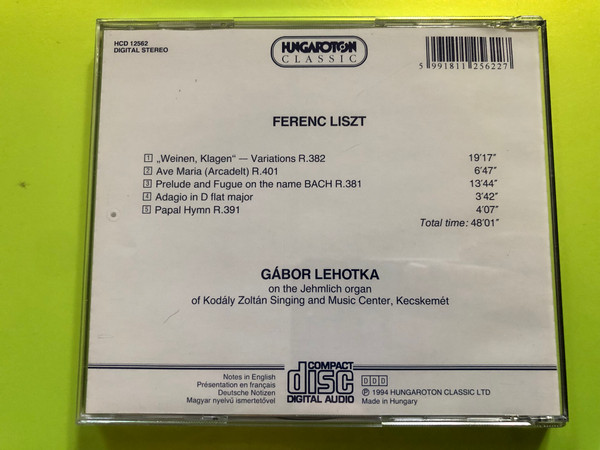 HCD 12562
DIGITAL STEREO
HUNGAROTON
CLASSIC
5 991811 256227
FERENC LISZT
1 „Weinen, Klagen“ — Variations R.382 19’17”
2 Ave Maria (Arcadelt) R.401 6’47”
3 Prelude and Fugue on the name BACH R.381 13’44”
4 Adagio in D flat major 3’42”
5 Papal Hymn R.391 4’07”
Total time: 48’01”
GÁBOR LEHOTKA
on the Jehmlich organ
of Kodály Zoltán Singing and Music Center, Kecskemét
Notes in English
Présentation en français
Deutsche Notizen
Magyar nyelvű ismertetővel
COMPACT
disc
DIGITAL AUDIO
DDD
℗ 1994 HUNGAROTON CLASSIC LTD
Made in Hungary